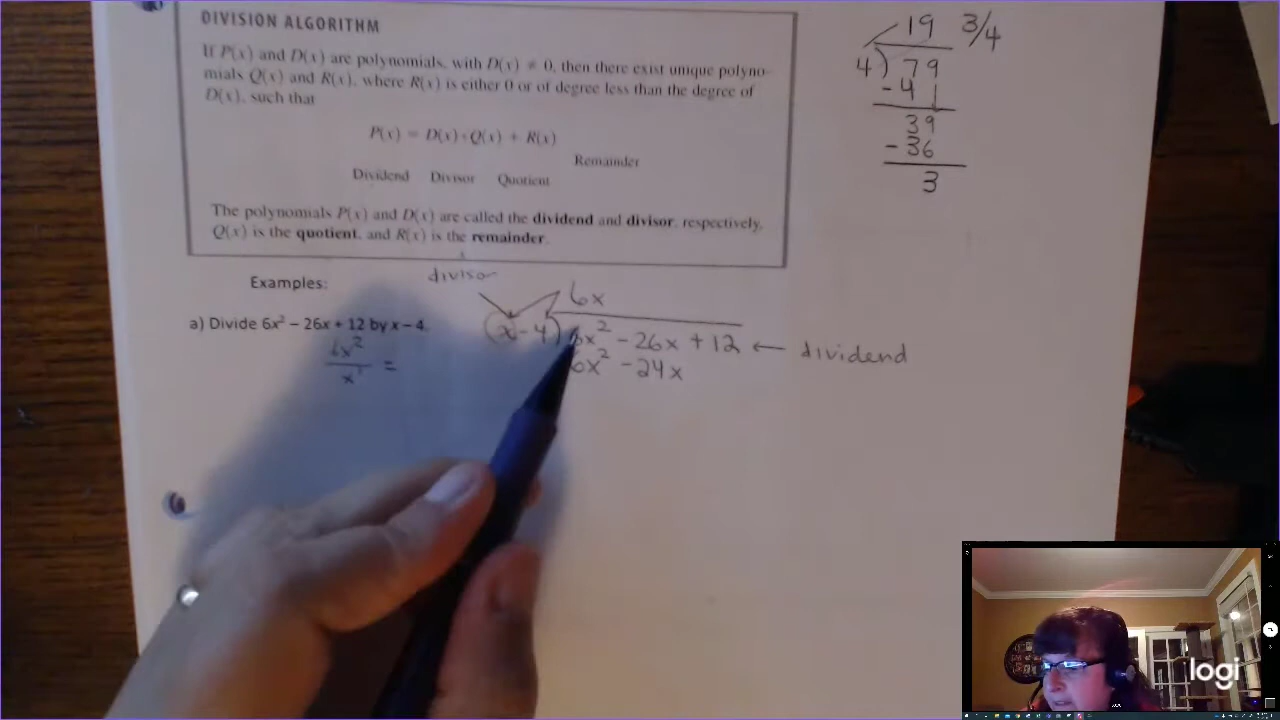 DIVISION ALGORITHM
If P(x) and D(x) are polynomials, with D(x) ≠ 0, then there exist unique polyno-
mials Q(x) and R(x), where R(x) is either 0 or of degree less than the degree of
D(x), such that
P(x) = D(x) · Q(x) + R(x)
Remainder
Dividend Divisor Quotient
The polynomials P(x) and D(x) are called the dividend and divisor, respectively,
Q(x) is the quotient, and R(x) is the remainder.
19 3/4
4 ) 79
- 4
39
- 36
3
Examples:
divisor
6x
a) Divide 6x² – 26x + 12 by x – 4.
(x - 4) 6x² - 26x + 12 ← dividend
6x² - 24x
6x²
x =
logi